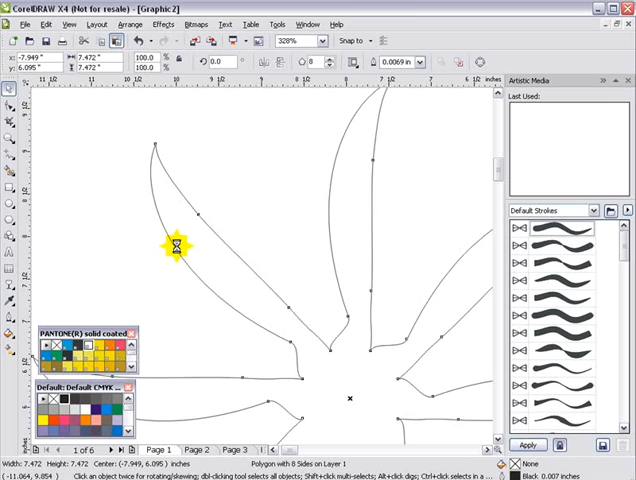 CorelDRAW X4 (Not for resale) - [Graphic2]
File Edit View Layout Arrange Effects Bitmaps Text Table Tools Window Help
328% Snap to
x: -7.949 " 7.472 " 100.0 % 0.0 ° 8 0.0069 in
y: 6.095 " 7.472 " 100.0 %
inches
Artistic Media
Last Used:
Default Strokes
PANTONE(R) solid coated
Default: Default CMYK ...
Apply
1 of 6 Page 1 Page 2 Page 3
Width: 7.472 Height: 7.472 Center: (-7.949, 6.095 ) inches Polygon with 8 Sides on Layer 1 None
( -11.064, 9.854 ) Click an object twice for rotating/skewing; dbl-clicking tool selects all objects; Shift+click multi-selects; Alt+click digs; Ctrl+click selects in a ... Black 0.007 inches